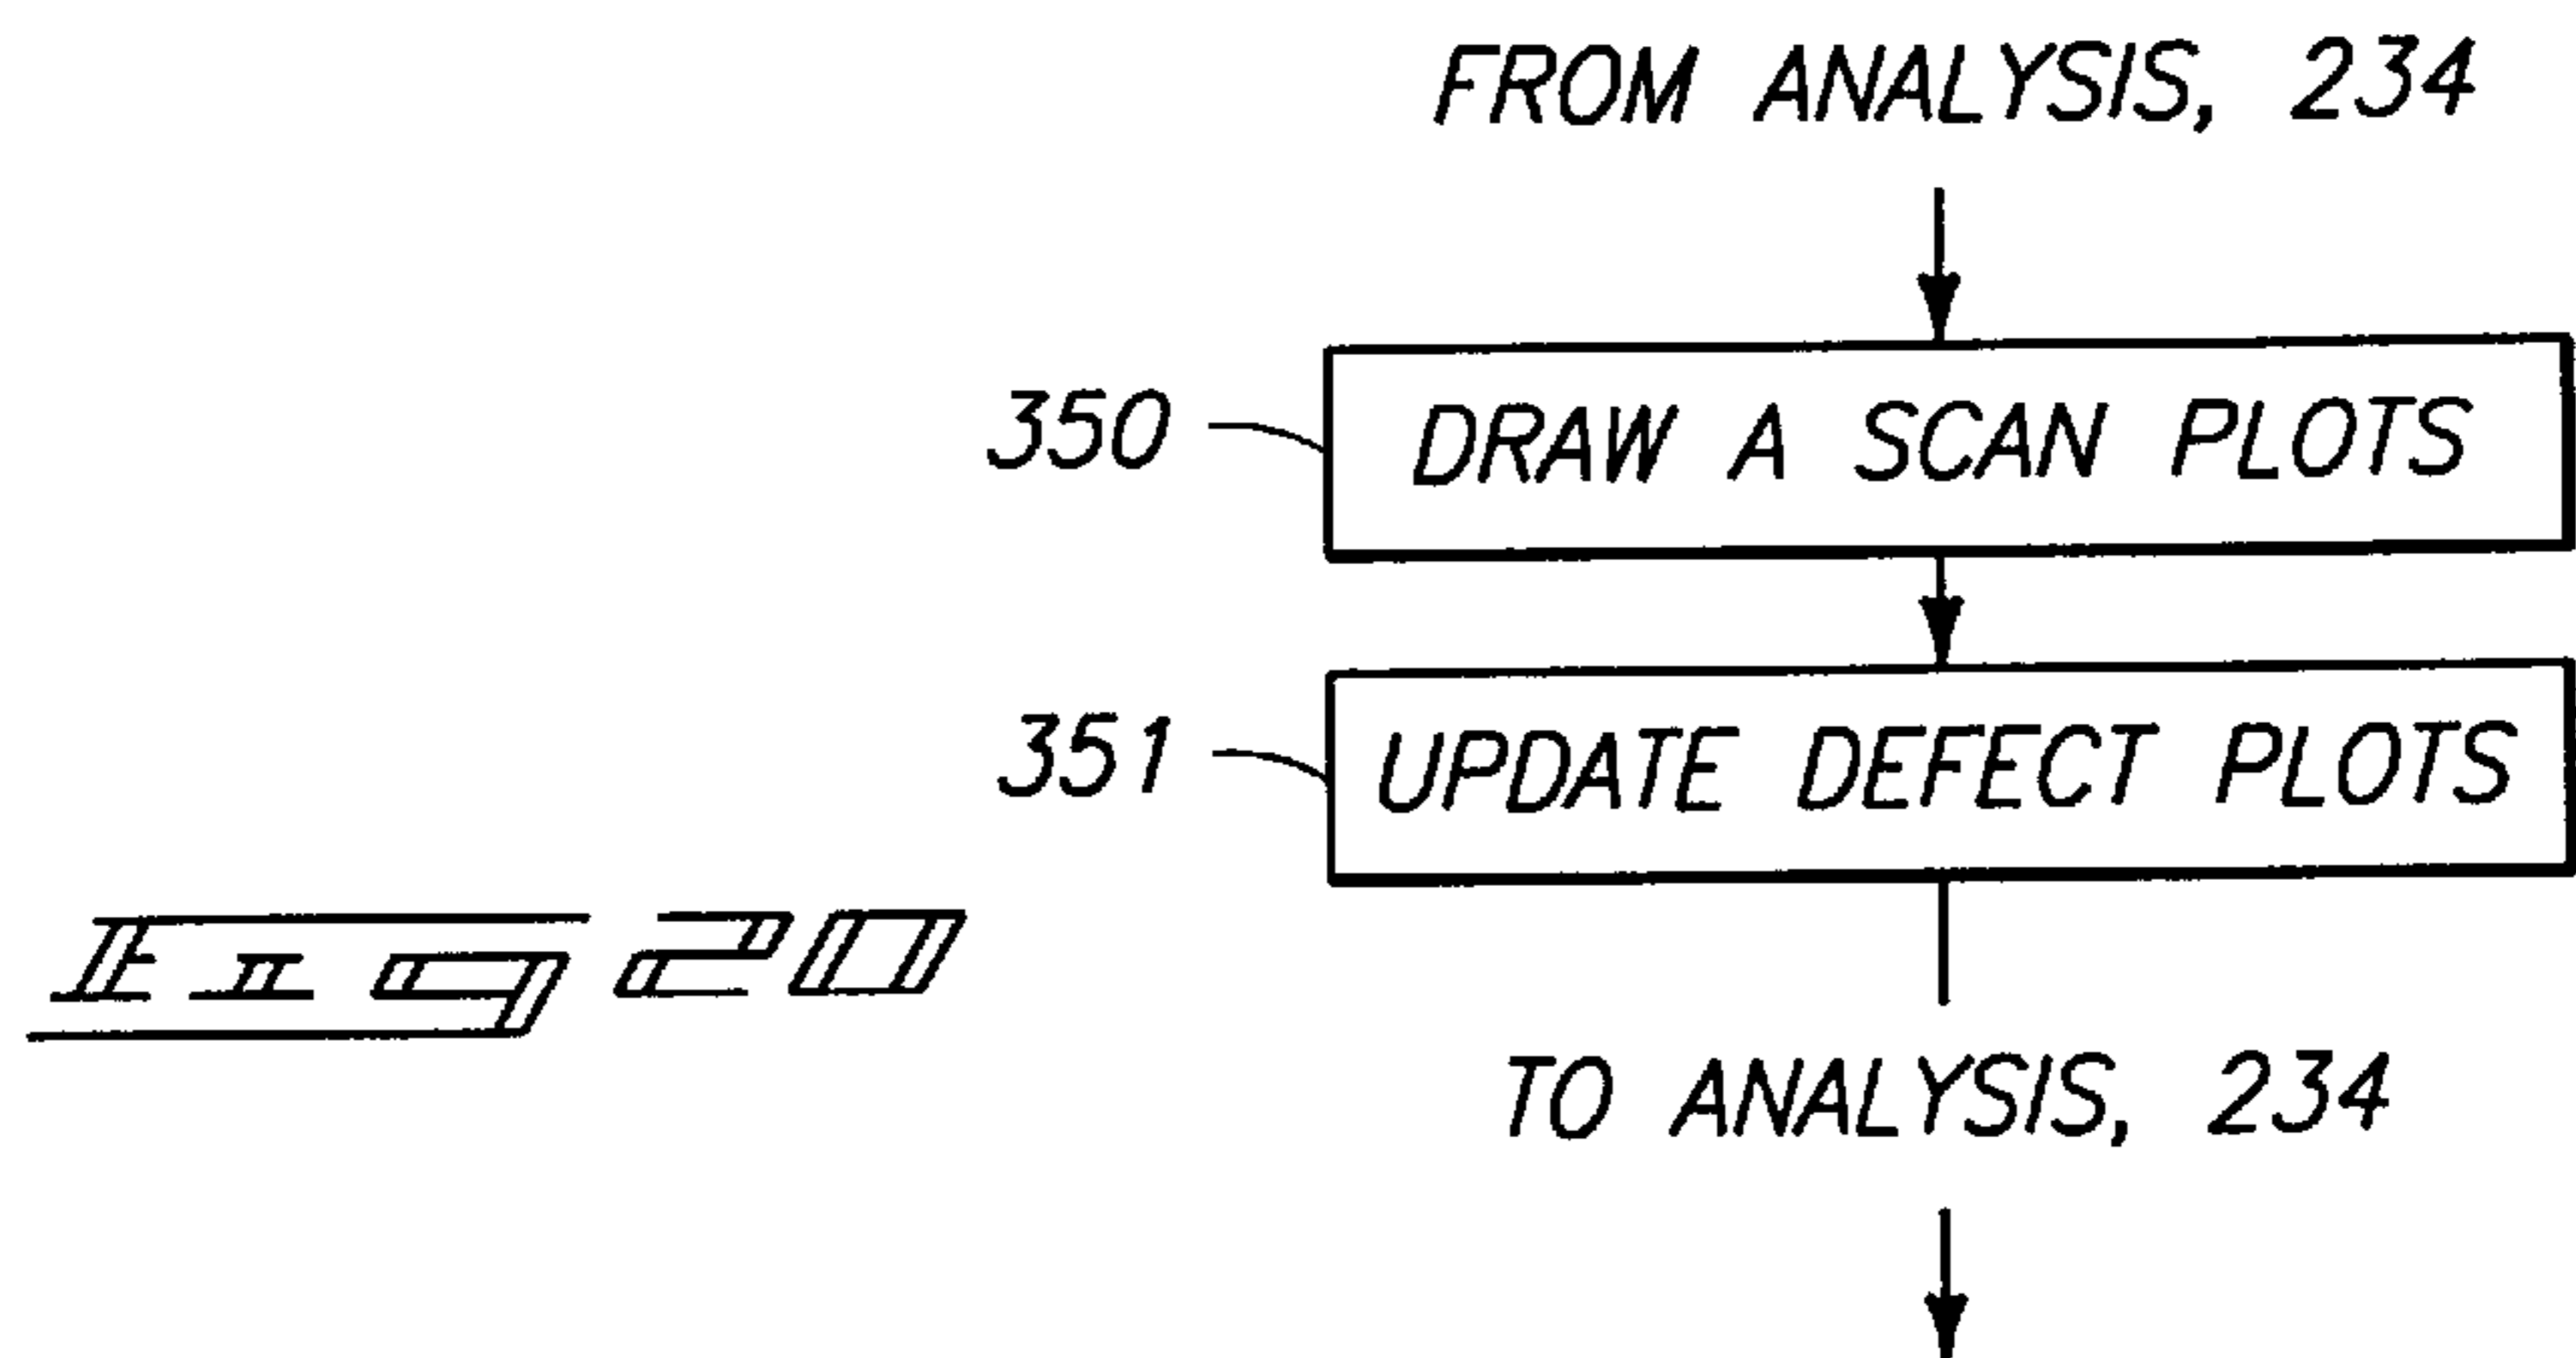 FROM ANALYSIS, 234
350 DRAW A SCAN PLOTS
351 UPDATE DEFECT PLOTS
Fig 20
TO ANALYSIS, 234